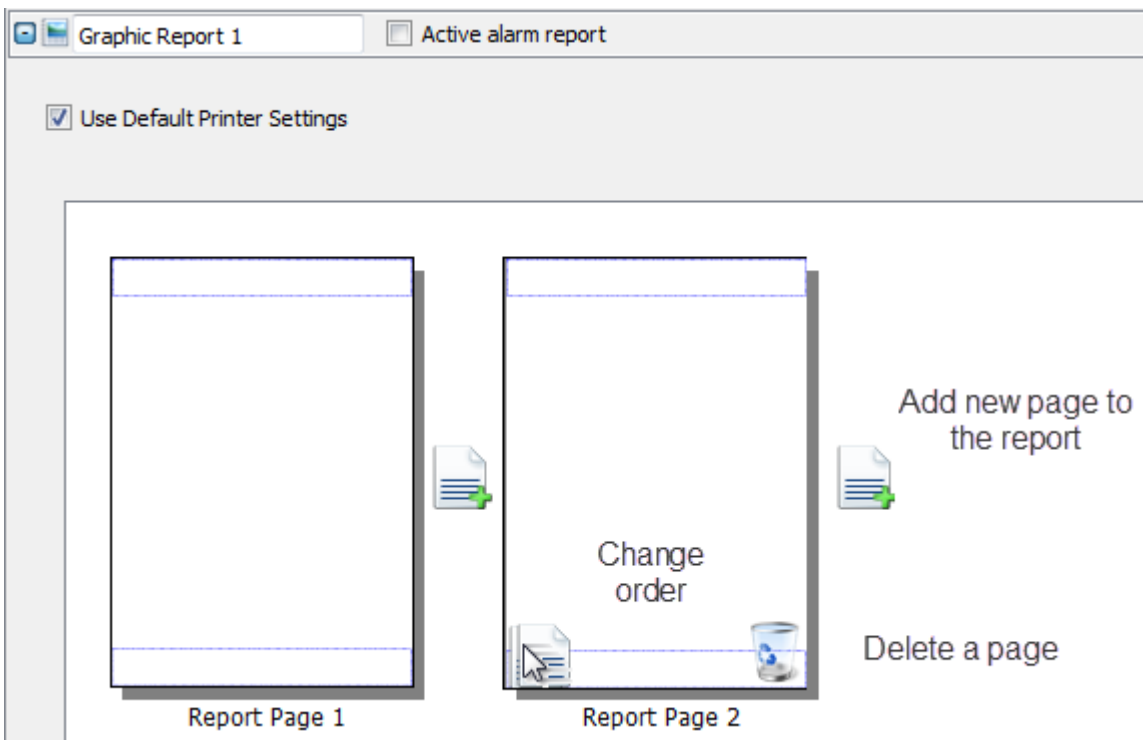 Graphic Report 1
Active alarm report
Use Default Printer Settings
Add new page to
the report
Change
order
Delete a page
Report Page 1
Report Page 2